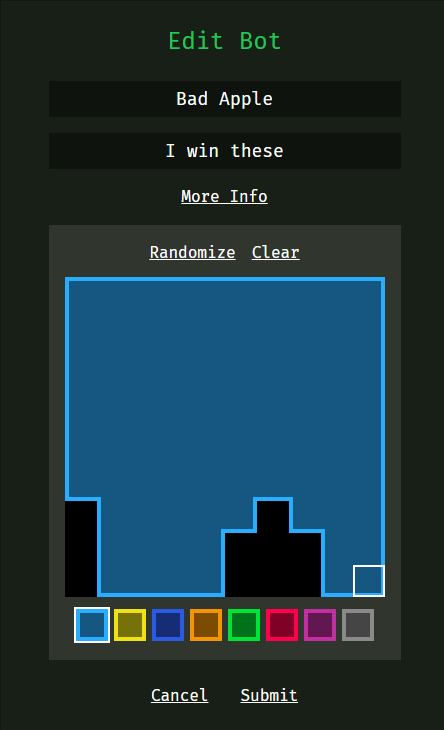 Edit Bot
Bad Apple
I win these
More Info
Randomize Clear
Cancel Submit